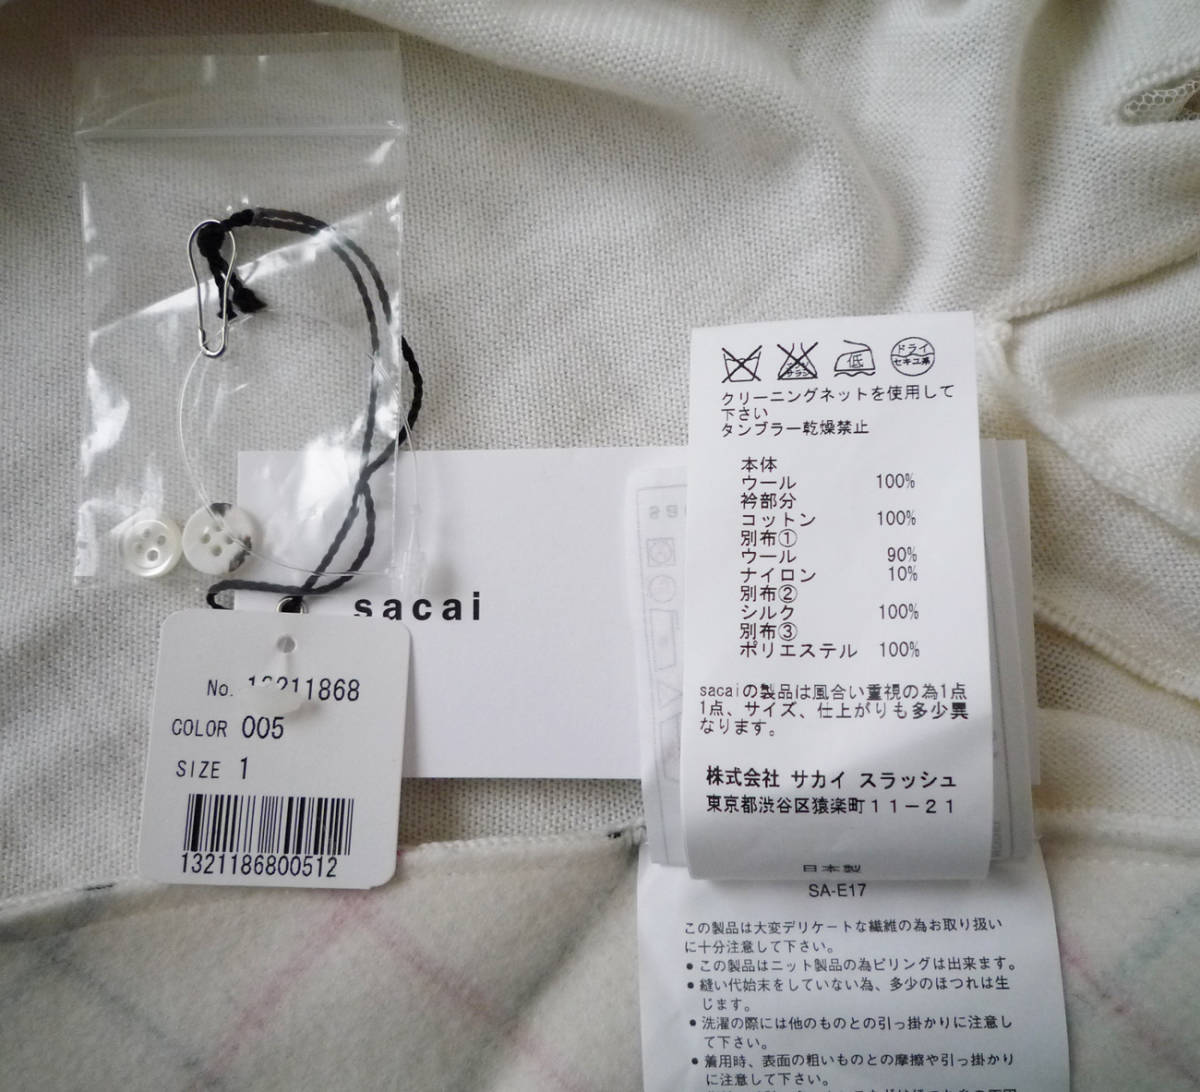 sacai
No. 13211868
COLOR 005
SIZE 1
1321186800512
低
ドライ
セキユ系
クリーニングネットを使用して
下さい
タンブラー乾燥禁止
本体
ウール 100%
衿部分
コットン 100%
別布①
ウール 90%
ナイロン 10%
別布②
シルク 100%
別布③
ポリエステル 100%
sacaiの製品は風合い重視の為1点
1点、サイズ、仕上がりも多少異
なります。
株式会社 サカイ スラッシュ
東京都渋谷区猿楽町11-21
日本製
SA-E17
この製品は大変デリケートな繊維の為お取り扱い
に十分注意して下さい。
●この製品はニット製品の為ピリングは出来ます。
●縫い代始末をしていない為、多少のほつれは生
じます。
●洗濯の際には他のものとの引っ掛かりに注意し
て下さい。
●着用時、表面の粗いものとの摩擦や引っ掛かり
に注意して下さい。